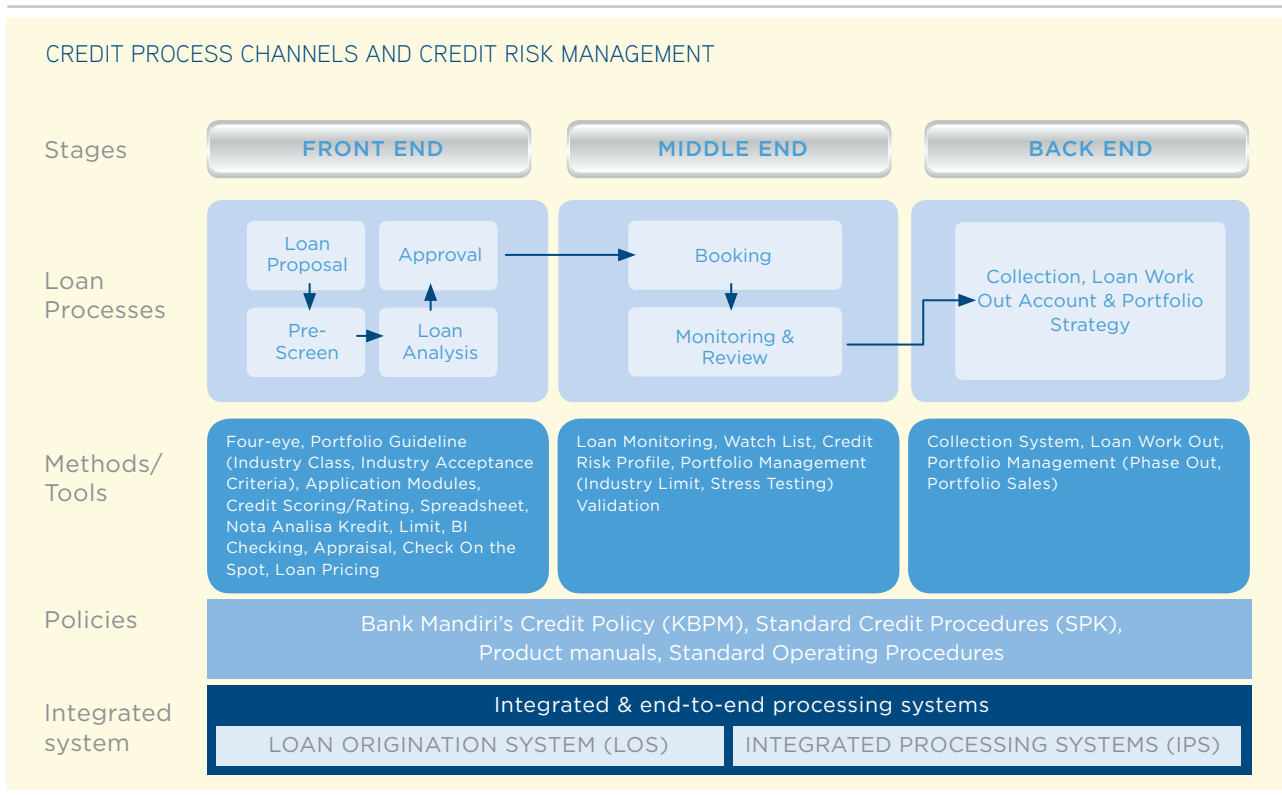 CREDIT PROCESS CHANNELS AND CREDIT RISK MANAGEMENT
Stages
FRONT END
MIDDLE END
BACK END
Loan
Processes
Loan
Proposal
Approval
Pre-
Screen
Loan
Analysis
Booking
Monitoring &
Review
Collection, Loan Work
Out Account & Portfolio
Strategy
Methods/
Tools
Four-eye, Portfolio Guideline
(Industry Class, Industry Acceptance
Criteria), Application Modules,
Credit Scoring/Rating, Spreadsheet,
Nota Analisa Kredit, Limit, BI
Checking, Appraisal, Check On the
Spot, Loan Pricing
Loan Monitoring, Watch List, Credit
Risk Profile, Portfolio Management
(Industry Limit, Stress Testing)
Validation
Collection System, Loan Work Out,
Portfolio Management (Phase Out,
Portfolio Sales)
Policies
Bank Mandiri’s Credit Policy (KBPM), Standard Credit Procedures (SPK),
Product manuals, Standard Operating Procedures
Integrated
system
Integrated & end-to-end processing systems
LOAN ORIGINATION SYSTEM (LOS)
INTEGRATED PROCESSING SYSTEMS (IPS)